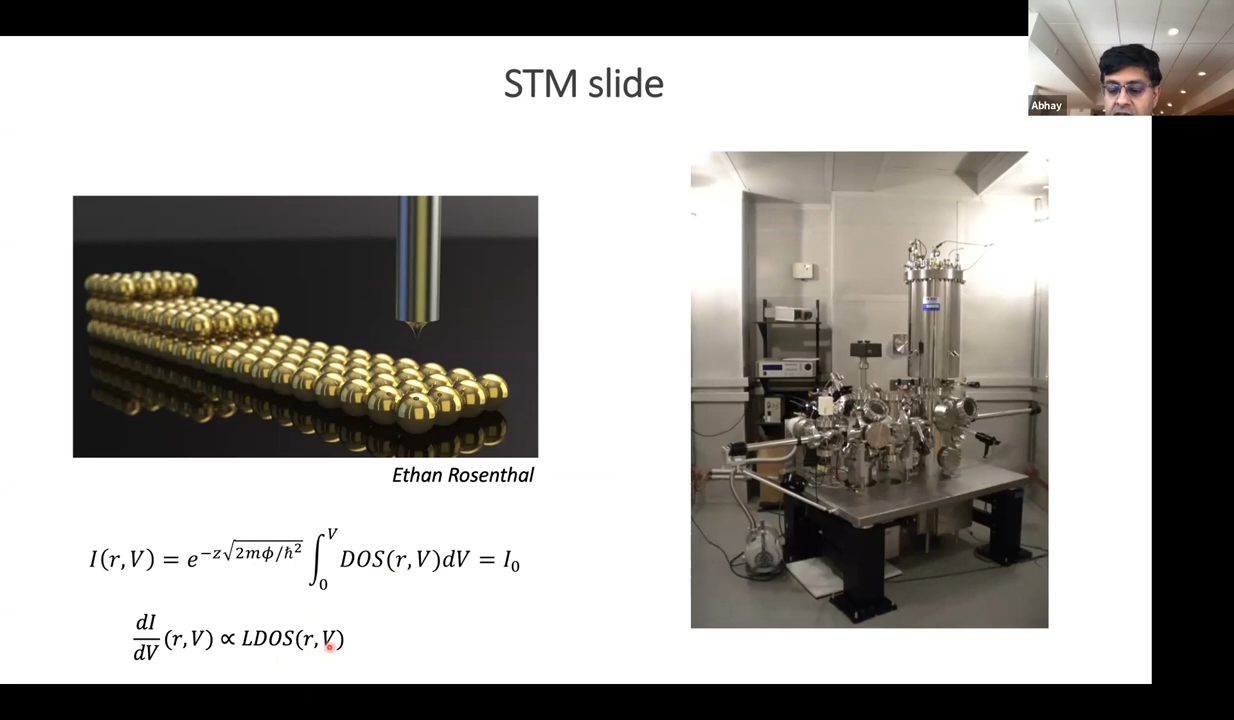 STM slide
Abhay
Ethan Rosenthal
I(r,V) = e^{-z√(2mϕ/ħ²)} ∫₀^V DOS(r,V)dV = I₀
dI/dV (r,V) ∝ LDOS(r,V)